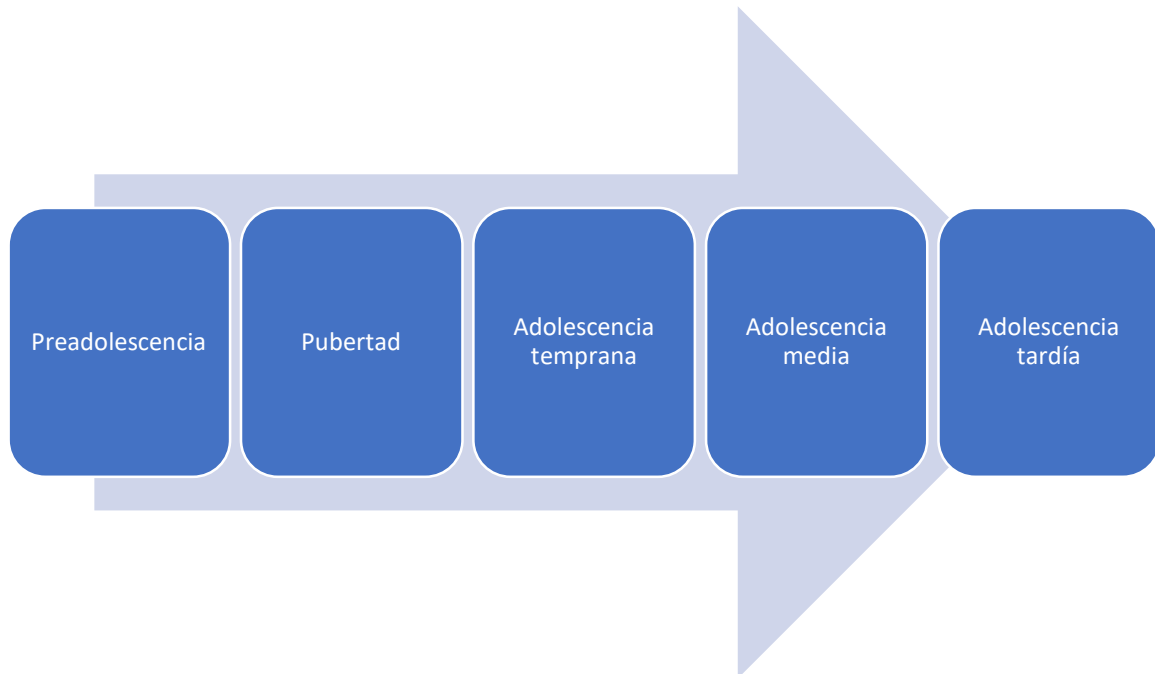 Preadolescencia
Pubertad
Adolescencia
temprana
Adolescencia
media
Adolescencia
tardía